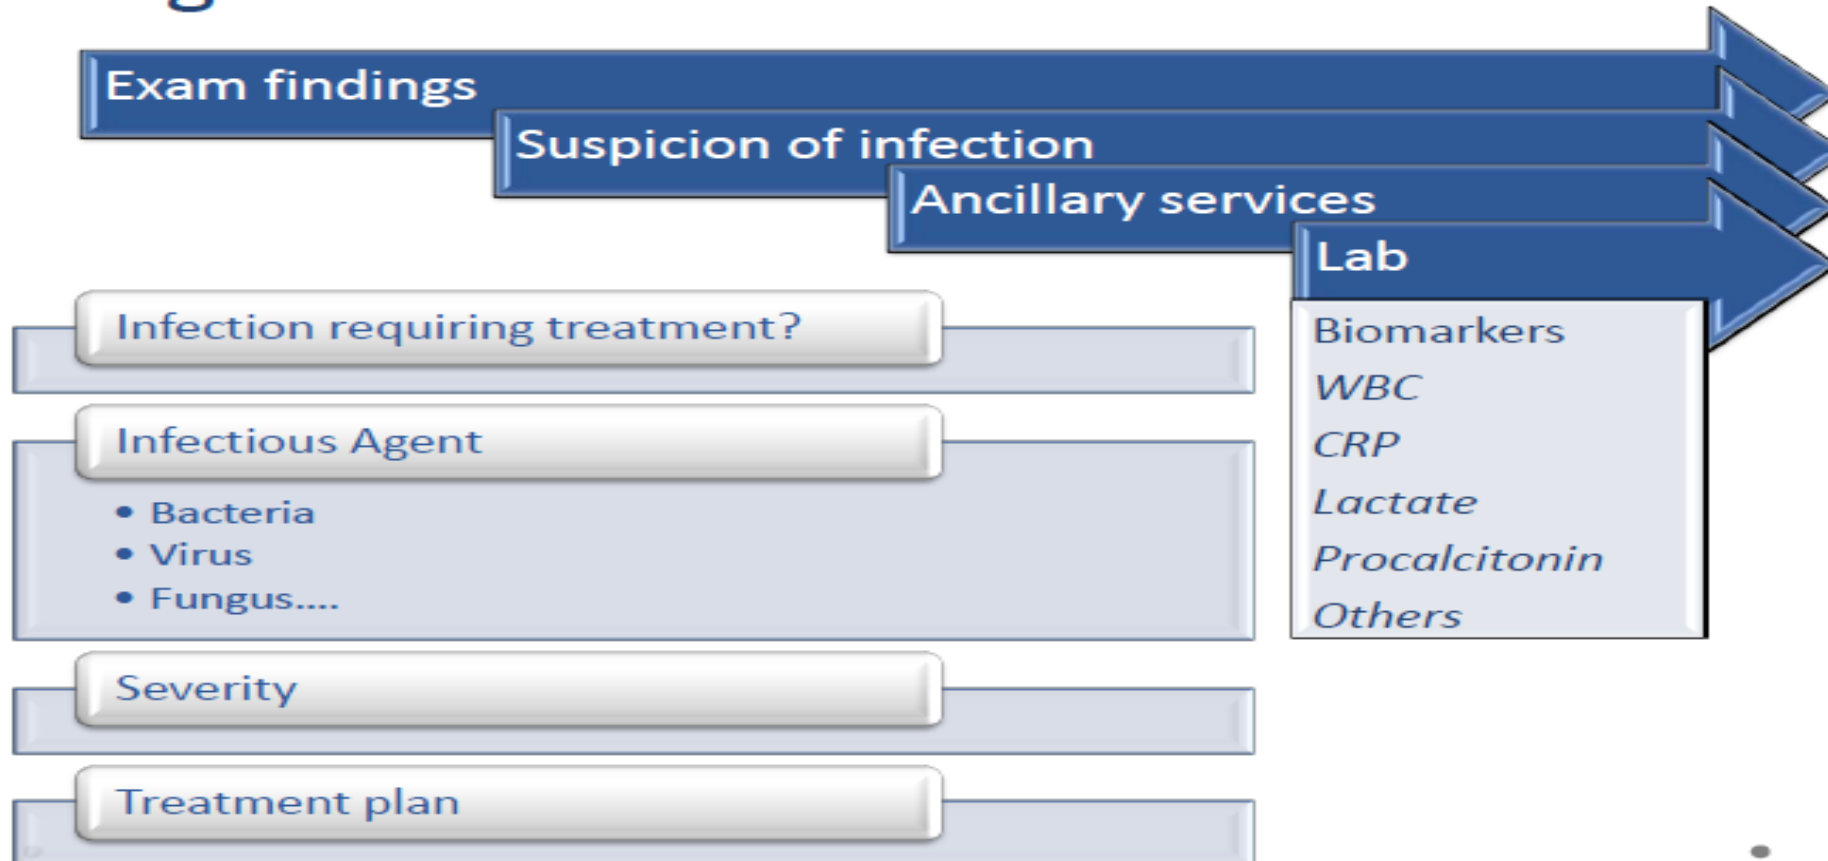 Exam findings
Suspicion of infection
Ancillary services
Lab
Biomarkers
WBC
CRP
Lactate
Procalcitonin
Others
Infection requiring treatment?
Infectious Agent
• Bacteria
• Virus
• Fungus....
Severity
Treatment plan